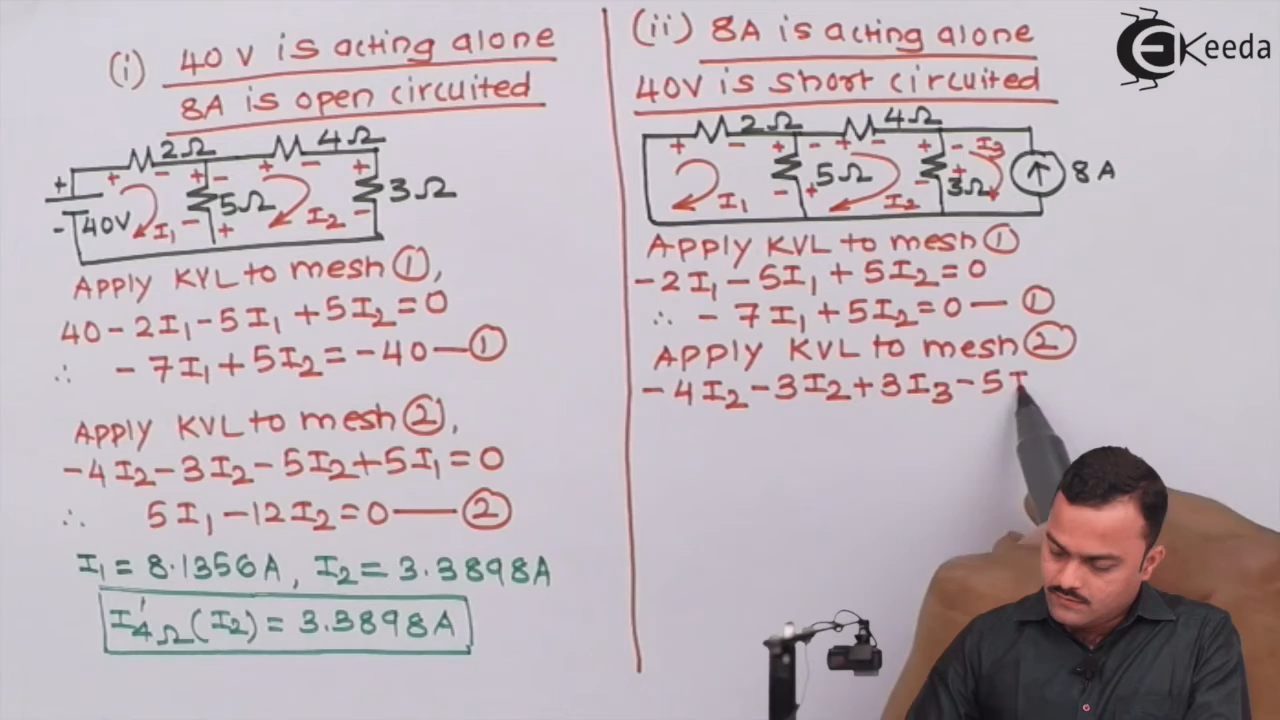 (i) 40 V is acting alone
8A is open circuited
2Ω 4Ω
+ - + - + - +
+ 5Ω 3Ω
- 40V I₁ - + I₂ -
Apply KVL to mesh ①,
40 - 2I₁ - 5I₁ + 5I₂ = 0
∴ - 7I₁ + 5I₂ = -40 — ①
Apply KVL to mesh ②,
-4I₂ - 3I₂ - 5I₂ + 5I₁ = 0
∴ 5I₁ - 12I₂ = 0 — ②
I₁ = 8.1356A, I₂ = 3.3898A
I'₄Ω (I₂) = 3.3898A
(ii) 8A is acting alone
40V is short circuited
2Ω 4Ω
+ - + - + - + - I₃
5Ω 3Ω + 8A
I₁ - + I₂ - +
Apply KVL to mesh ①
-2I₁ - 5I₁ + 5I₂ = 0
∴ - 7I₁ + 5I₂ = 0 — ①
Apply KVL to mesh ②
-4I₂ - 3I₂ + 3I₃ - 5I
EKeeda